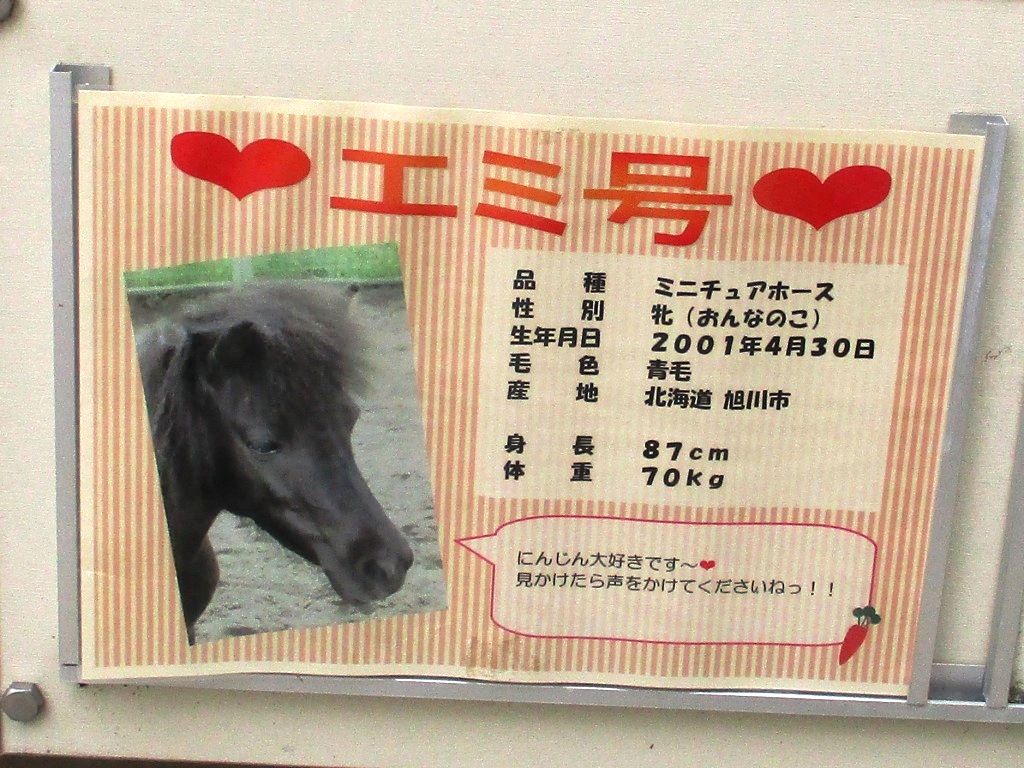 エミ号
品種 ミニチュアホース
性別 牝（おんなのこ）
生年月日 2001年4月30日
毛色 青毛
産地 北海道 旭川市
身長 87cm
体重 70kg
にんじん大好きです～❤
見かけたら声をかけてくださいねっ！！